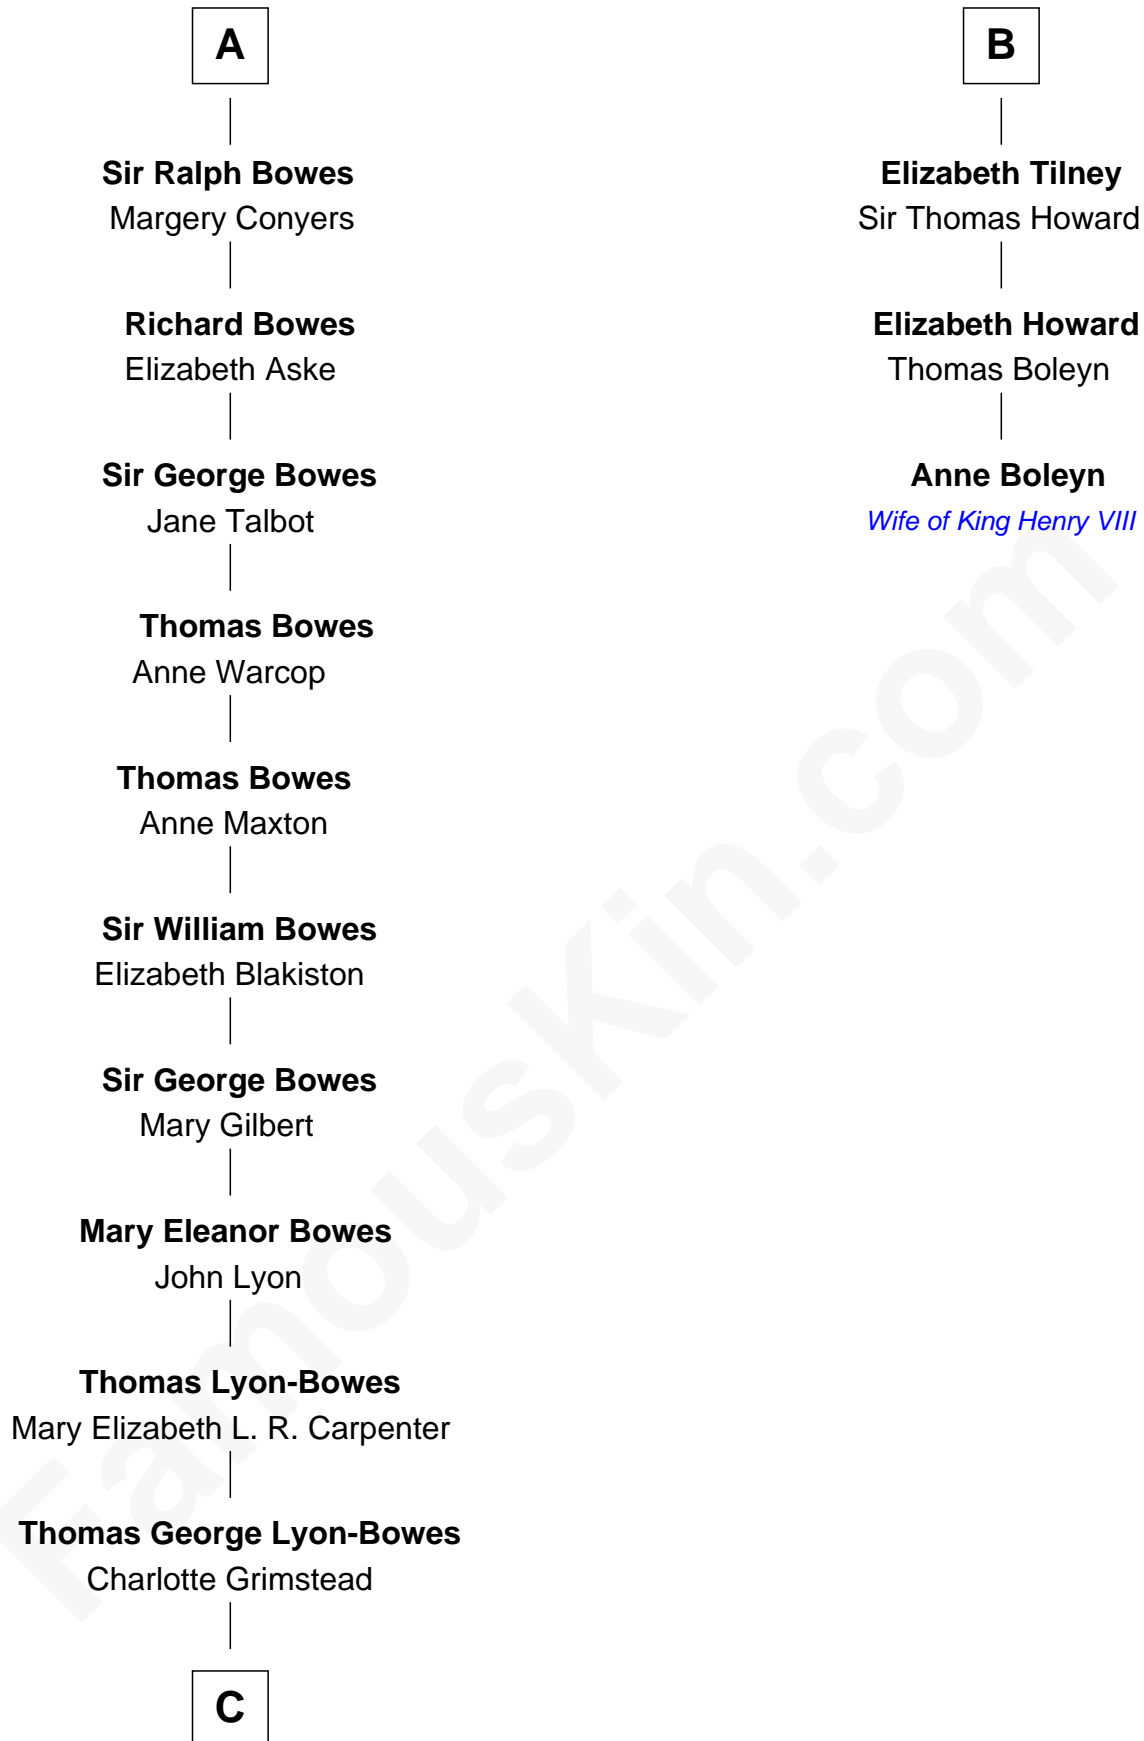 A
Sir Ralph Bowes
Margery Conyers
Richard Bowes
Elizabeth Aske
Sir George Bowes
Jane Talbot
Thomas Bowes
Anne Warcop
Thomas Bowes
Anne Maxton
Sir William Bowes
Elizabeth Blakiston
Sir George Bowes
Mary Gilbert
Mary Eleanor Bowes
John Lyon
Thomas Lyon-Bowes
Mary Elizabeth L. R. Carpenter
Thomas George Lyon-Bowes
Charlotte Grimstead
C
B
Elizabeth Tilney
Sir Thomas Howard
Elizabeth Howard
Thomas Boleyn
Anne Boleyn
Wife of King Henry VIII
FamousKin.com